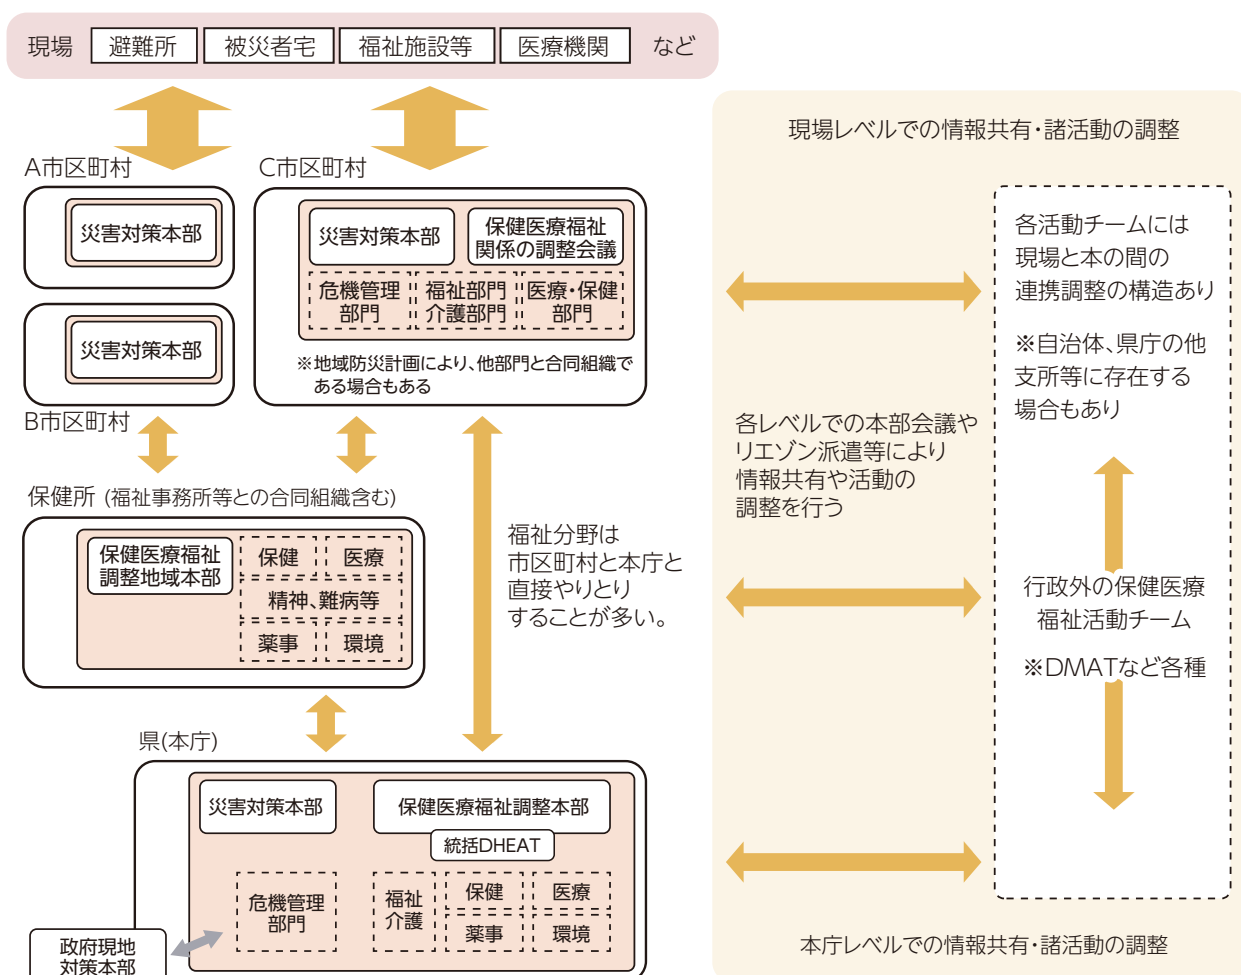 現場 避難所 被災者宅 福祉施設等 医療機関 など
A市区町村
災害対策本部
災害対策本部
B市区町村
C市区町村
災害対策本部
保健医療福祉
関係の調整会議
危機管理
部門
福祉部門
介護部門
医療・保健
部門
※地域防災計画により、他部門と合同組織で
ある場合もある
保健所 (福祉事務所等との合同組織含む)
保健医療福祉
調整地域本部
保健
医療
精神、難病等
薬事
環境
福祉分野は
市区町村と本庁と
直接やりとり
することが多い。
県(本庁)
災害対策本部
保健医療福祉調整本部
統括DHEAT
危機管理
部門
福祉
介護
保健
医療
薬事
環境
政府現地
対策本部
現場レベルでの情報共有・諸活動の調整
各レベルでの本部会議や
リエゾン派遣等により
情報共有や活動の
調整を行う
各活動チームには
現場と本の間の
連携調整の構造あり
※自治体、県庁の他
支所等に存在する
場合もあり
行政外の保健医療
福祉活動チーム
※DMATなど各種
本庁レベルでの情報共有・諸活動の調整